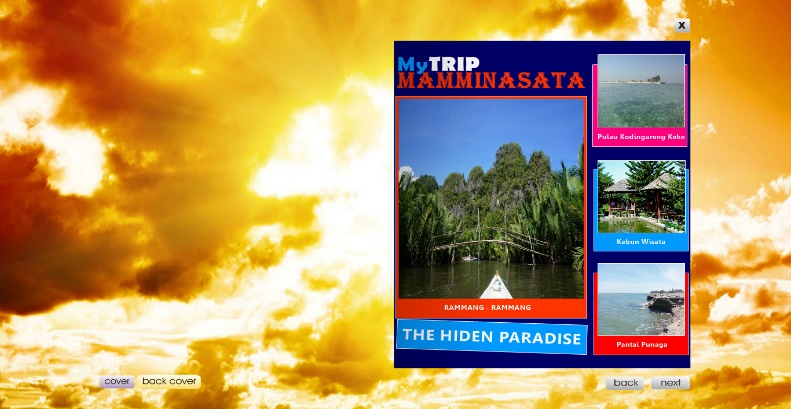 X
MyTRIP
MAMMINASATA
Pulau Kodingareng Keke
Kebun Wisata
RAMMANG - RAMMANG
THE HIDEN PARADISE
Pantai Punaga
cover back cover
back next